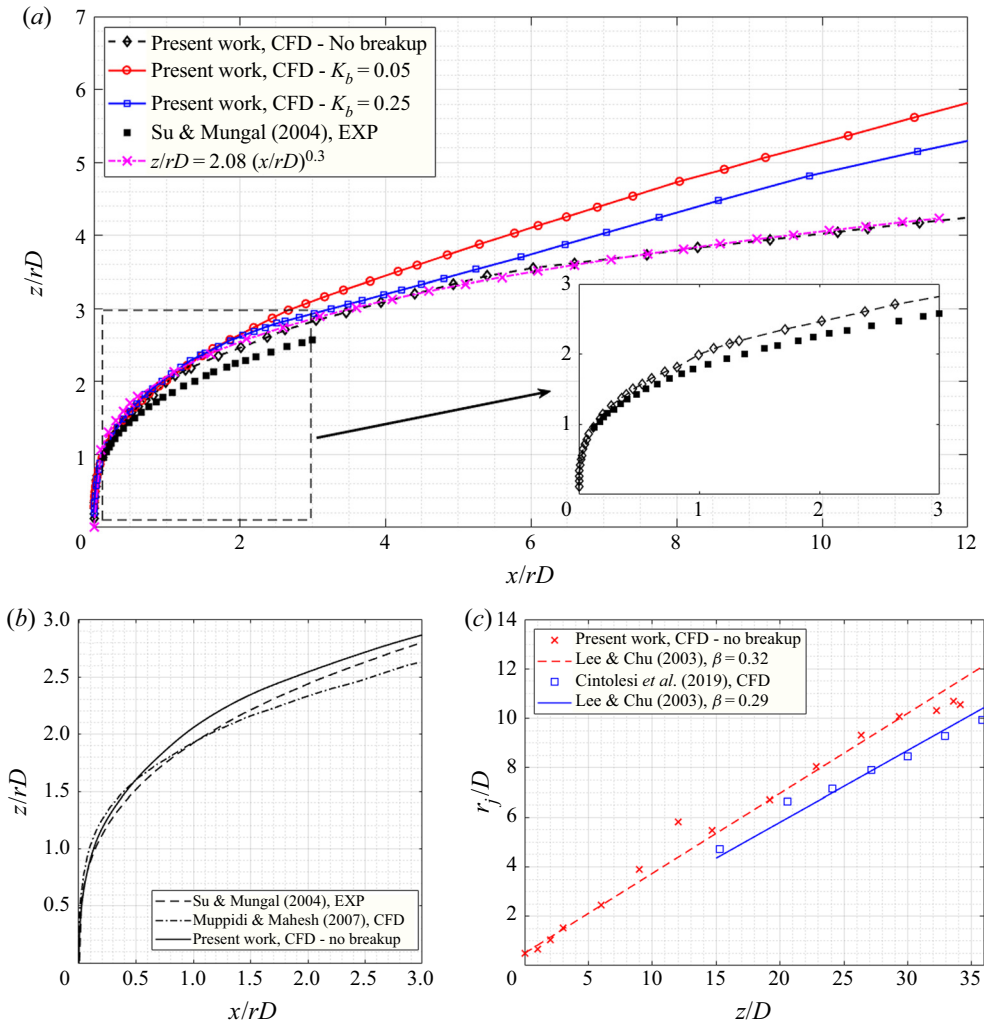 (a)
7
6
5
4
3
2
1
0
z/rD
Present work, CFD - No breakup
Present work, CFD - K_b = 0.05
Present work, CFD - K_b = 0.25
Su & Mungal (2004), EXP
z/rD = 2.08 (x/rD)^0.3
3
2
1
0
0 1 2 3
0 2 4 6 8 10 12
x/rD
(b)
3.0
2.5
2.0
1.5
1.0
0.5
z/rD
Su & Mungal (2004), EXP
Muppidi & Mahesh (2007), CFD
Present work, CFD - no breakup
0 0.5 1.0 1.5 2.0 2.5 3.0
x/rD
(c)
14
12
10
8
6
4
2
r_j/D
Present work, CFD - no breakup
Lee & Chu (2003), β = 0.32
Cintolesi et al. (2019), CFD
Lee & Chu (2003), β = 0.29
0 5 10 15 20 25 30 35
z/D